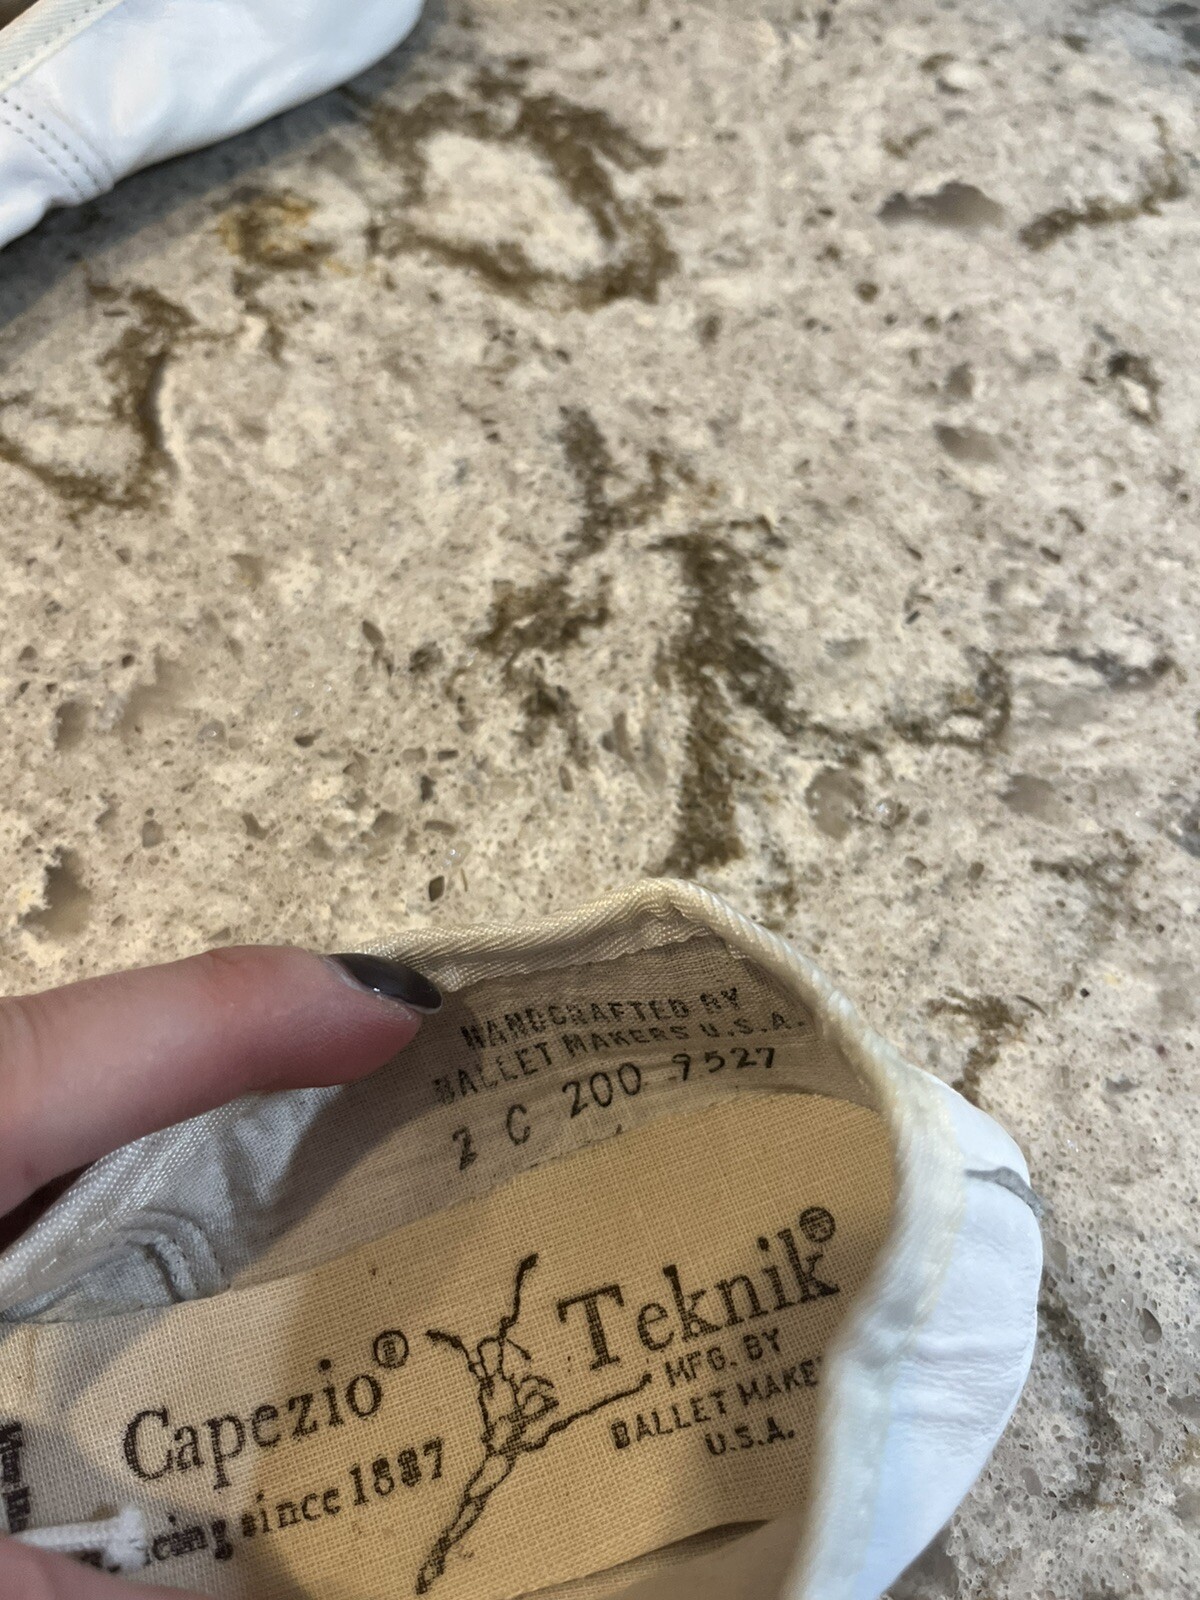 HANDCRAFTED BY
BALLET MAKERS U.S.A.
2 C 200 9527
Capezio®
since 1887
Teknik®
MFG. BY
BALLET MAKE
U.S.A.